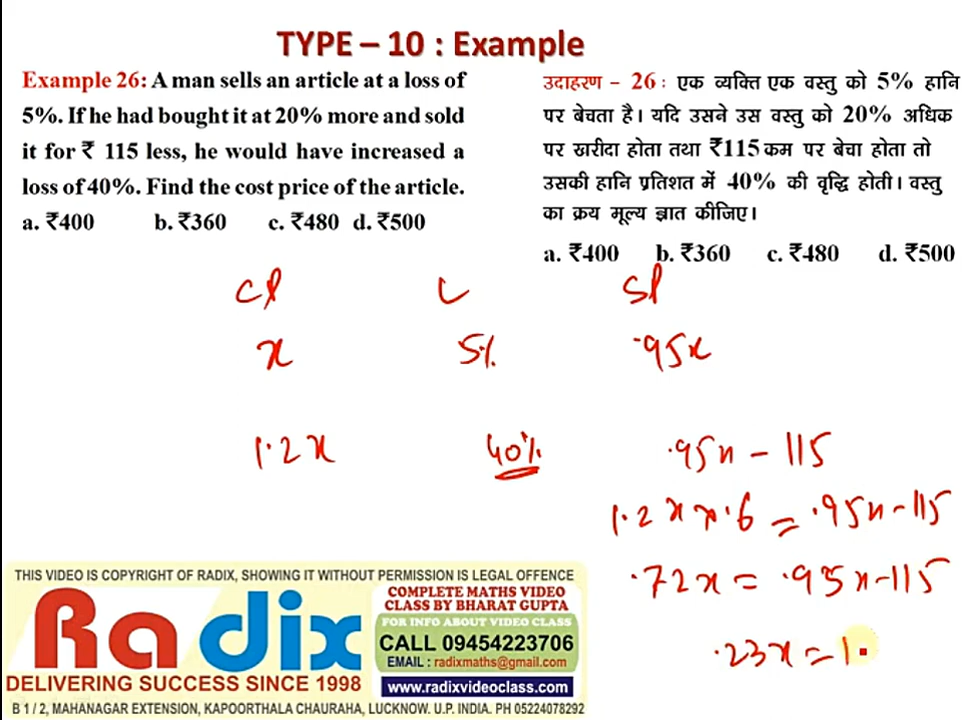 TYPE – 10 : Example
Example 26: A man sells an article at a loss of
5%. If he had bought it at 20% more and sold
it for ₹ 115 less, he would have increased a
loss of 40%. Find the cost price of the article.
a. ₹400 b. ₹360 c. ₹480 d. ₹500
उदाहरण – 26 : एक व्यक्ति एक वस्तु को 5% हानि
पर बेचता है। यदि उसने उस वस्तु को 20% अधिक
पर खरीदा होता तथा ₹115 कम पर बेचा होता तो
उसकी हानि प्रतिशत में 40% की वृद्धि होती। वस्तु
का क्रय मूल्य ज्ञात कीजिए।
a. ₹400 b. ₹360 c. ₹480 d. ₹500
CP L SP
x 5% .95x
1.2x 40% .95x - 115
1.2x × .6 = .95x - 115
.72x = .95x - 115
.23x = 1
THIS VIDEO IS COPYRIGHT OF RADIX, SHOWING IT WITHOUT PERMISSION IS LEGAL OFFENCE
Radix
DELIVERING SUCCESS SINCE 1998
COMPLETE MATHS VIDEO
CLASS BY BHARAT GUPTA
FOR INFO ABOUT VIDEO CLASS
CALL 09454223706
EMAIL : radixmaths@gmail.com
www.radixvideoclass.com
B 1 / 2, MAHANAGAR EXTENSION, KAPOORTHALA CHAURAHA, LUCKNOW. U.P. INDIA. PH 05224078292